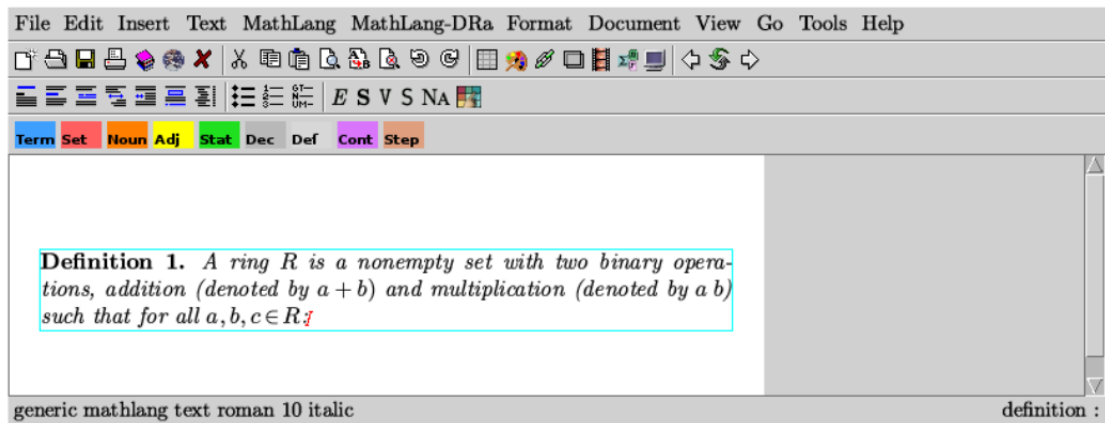 File Edit Insert Text MathLang MathLang-DRa Format Document View Go Tools Help
E S V S NA
Term Set Noun Adj Stat Dec Def Cont Step
Definition 1. A ring R is a nonempty set with two binary opera-
tions, addition (denoted by a + b) and multiplication (denoted by a b)
such that for all a, b, c ∈ R:
generic mathlang text roman 10 italic definition :